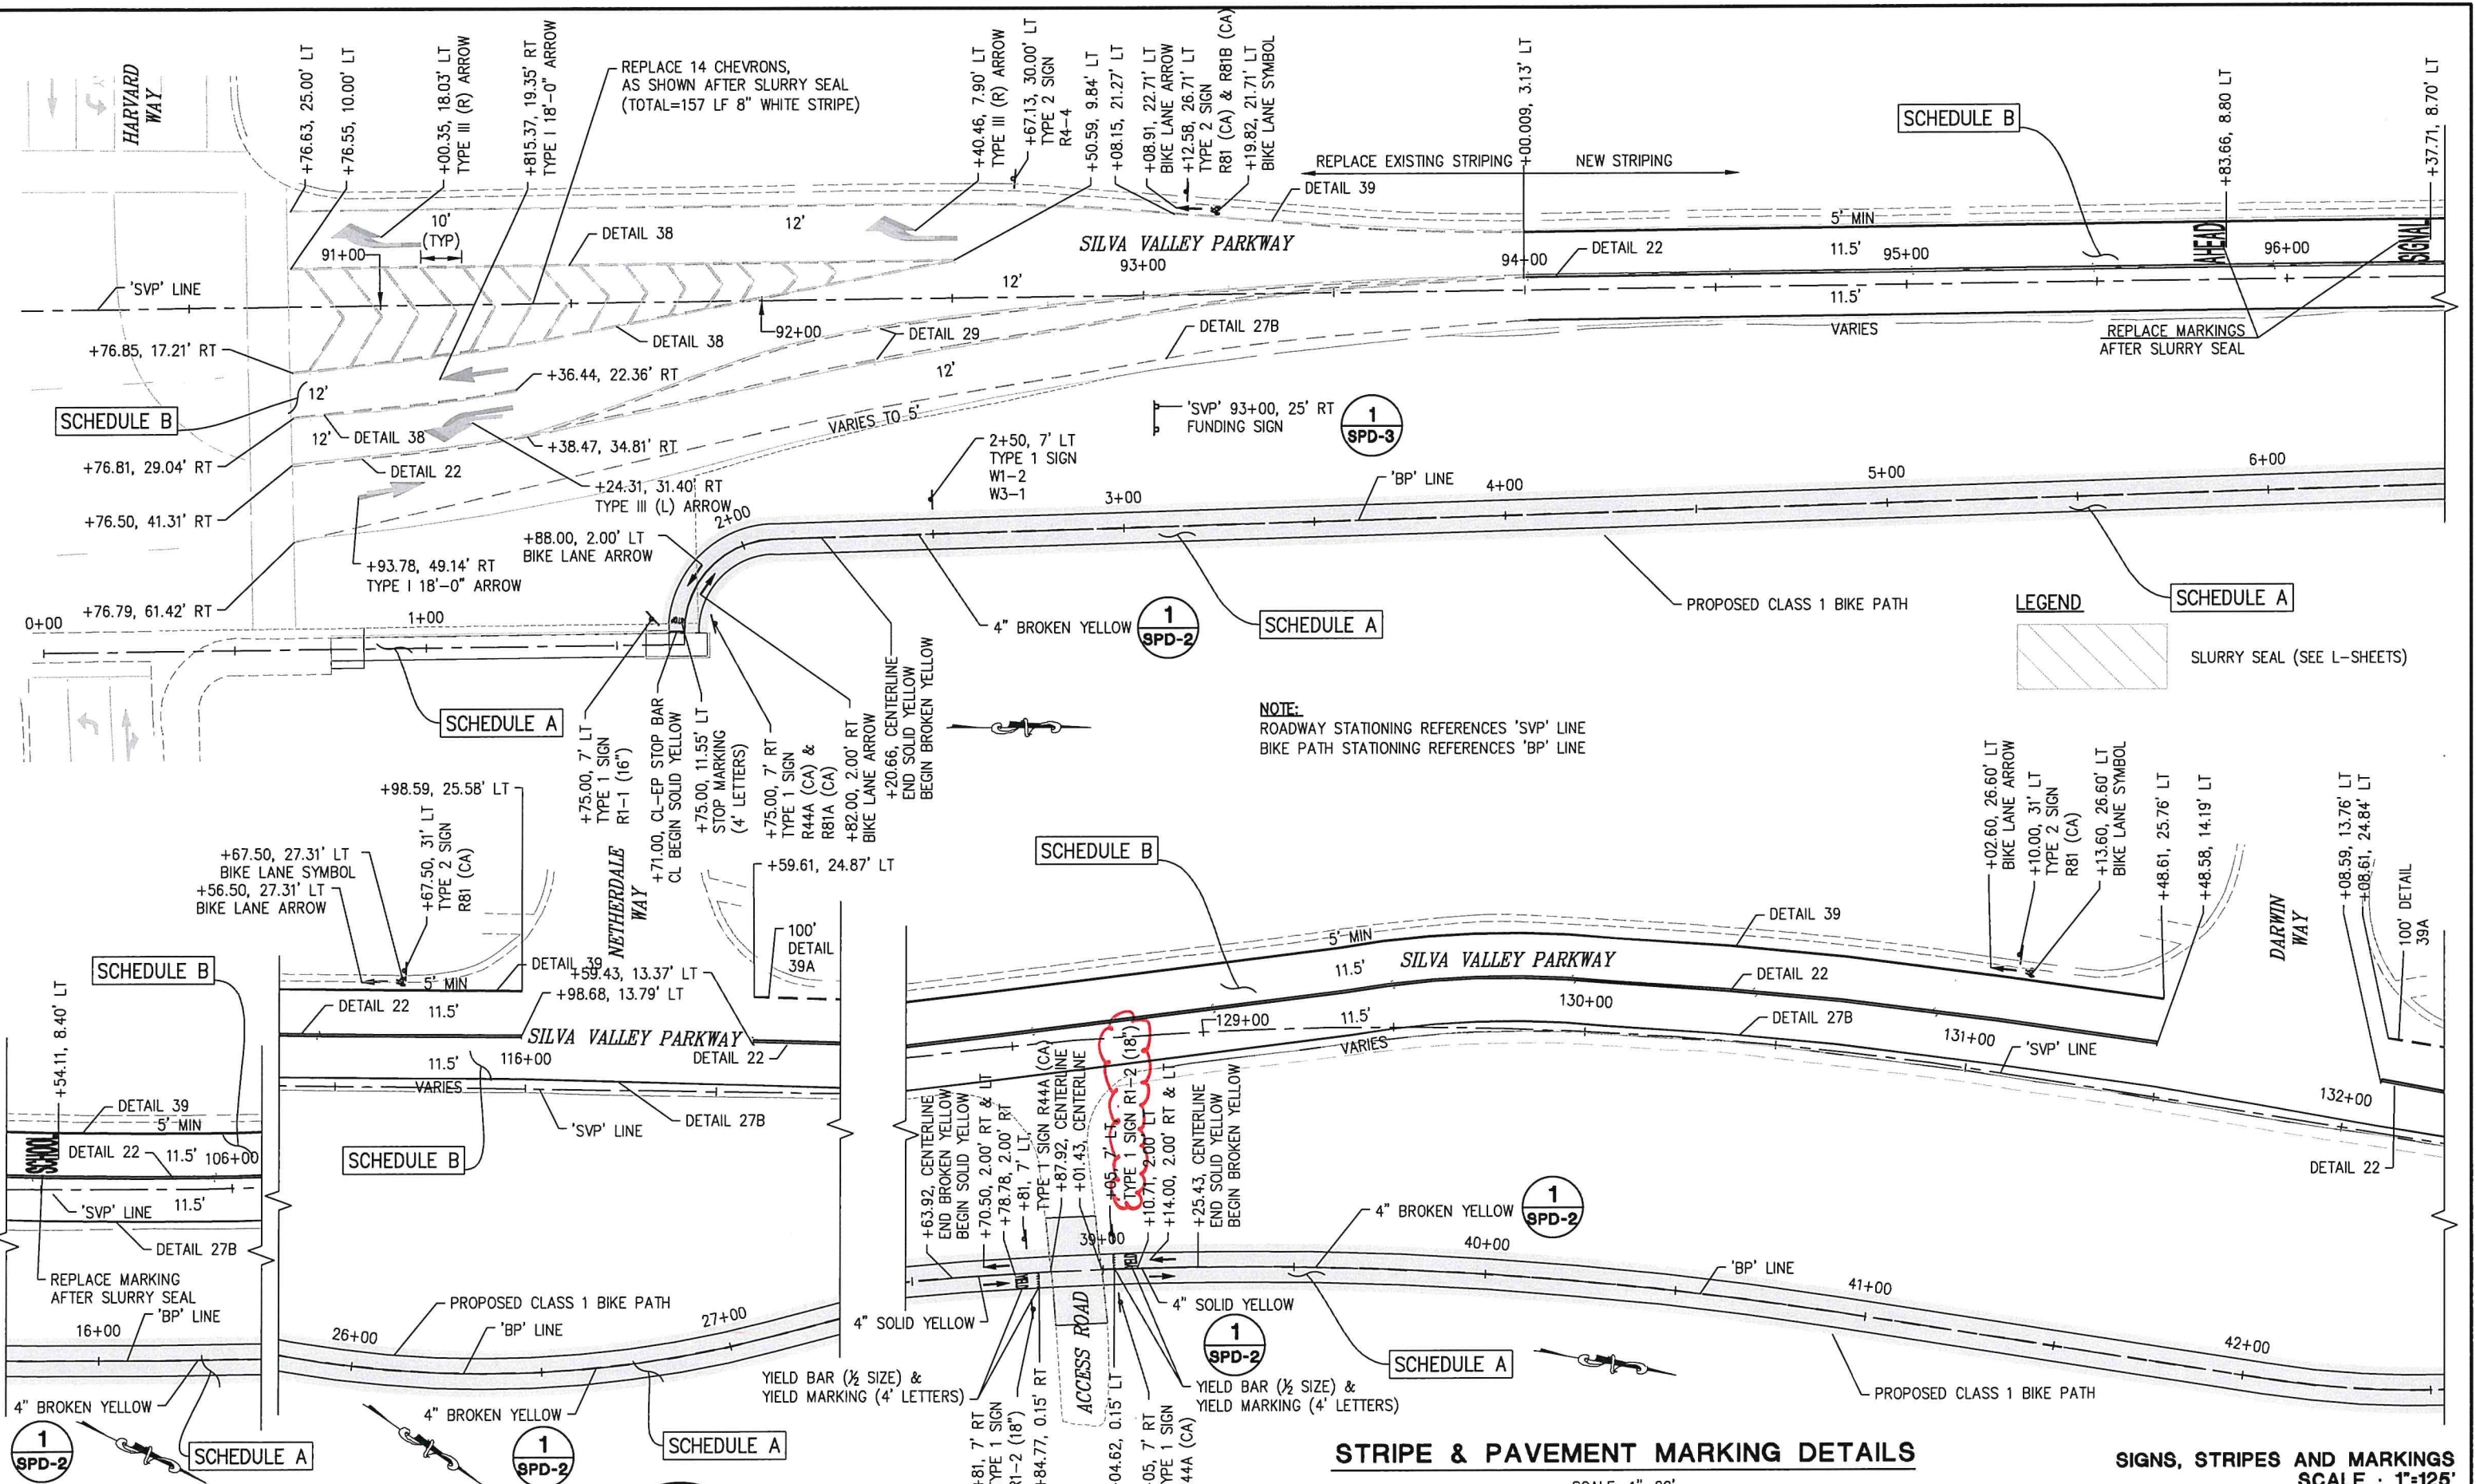 HARVARD
WAY
+76.63, 25.00' LT
+76.55, 10.00' LT
+00.35, 18.03' LT
TYPE III (R) ARROW
+815.37, 19.35' RT
TYPE I 18'-0" ARROW
REPLACE 14 CHEVRONS,
AS SHOWN AFTER SLURRY SEAL
(TOTAL=157 LF 8" WHITE STRIPE)
+40.46, 7.90' LT
TYPE III (R) ARROW
+67.13, 30.00' LT
TYPE 2 SIGN
R4-4
+50.59, 9.84' LT
+08.15, 21.27' LT
+08.91, 22.71' LT
BIKE LANE ARROW
+12.58, 26.71' LT
TYPE 2 SIGN
R81 (CA) & R81B (CA)
+19.82, 21.71' LT
BIKE LANE SYMBOL
+00.009, 3.13' LT
REPLACE EXISTING STRIPING
NEW STRIPING
DETAIL 39
SCHEDULE B
+83.66, 8.80 LT
+37.71, 8.70' LT
10'
(TYP)
12'
DETAIL 38
SILVA VALLEY PARKWAY
5' MIN
91+00
93+00
94+00
DETAIL 22
11.5'
95+00
AHEAD
96+00
SIGNAL
'SVP' LINE
12'
11.5'
92+00
DETAIL 29
DETAIL 27B
VARIES
REPLACE MARKINGS
AFTER SLURRY SEAL
DETAIL 38
+76.85, 17.21' RT
+36.44, 22.36' RT
12'
12'
SCHEDULE B
12'
DETAIL 38
VARIES TO 5'
'SVP' 93+00, 25' RT
FUNDING SIGN
1
SPD-3
+38.47, 34.81' RT
+76.81, 29.04' RT
DETAIL 22
2+50, 7' LT
TYPE 1 SIGN
W1-2
W3-1
+24.31, 31.40' RT
TYPE III (L) ARROW
+76.50, 41.31' RT
2+00
3+00
'BP' LINE
4+00
5+00
6+00
+88.00, 2.00' LT
BIKE LANE ARROW
+93.78, 49.14' RT
TYPE I 18'-0" ARROW
+76.79, 61.42' RT
0+00
1+00
STOP
4" BROKEN YELLOW
1
SPD-2
SCHEDULE A
PROPOSED CLASS 1 BIKE PATH
LEGEND
SCHEDULE A
SLURRY SEAL (SEE L-SHEETS)
SCHEDULE A
+75.00, 7' LT
TYPE 1 SIGN
R1-1 (16")
+71.00, CL-EP STOP BAR
CL BEGIN SOLID YELLOW
+75.00, 11.55' LT
STOP MARKING
(4' LETTERS)
+75.00, 7' RT
TYPE 1 SIGN
R44A (CA) &
R81A (CA)
+82.00, 2.00' RT
BIKE LANE ARROW
+20.66, CENTERLINE
END SOLID YELLOW
BEGIN BROKEN YELLOW
NOTE:
ROADWAY STATIONING REFERENCES 'SVP' LINE
BIKE PATH STATIONING REFERENCES 'BP' LINE
+98.59, 25.58' LT
+67.50, 27.31' LT
BIKE LANE SYMBOL
+56.50, 27.31' LT
BIKE LANE ARROW
+67.50, 31' LT
TYPE 2 SIGN
R81 (CA)
NETHERDALE
WAY
+59.61, 24.87' LT
100'
DETAIL
39A
SCHEDULE B
+02.60, 26.60' LT
BIKE LANE ARROW
+10.00, 31' LT
TYPE 2 SIGN
R81 (CA)
+13.60, 26.60' LT
BIKE LANE SYMBOL
+48.61, 25.76' LT
+48.58, 14.19' LT
DARWIN
WAY
+08.59, 13.76' LT
+08.61, 24.84' LT
100' DETAIL
39A
SCHEDULE B
+54.11, 8.40' LT
DETAIL 39
5' MIN
DETAIL 22
11.5'
106+00
SCHOOL
11.5'
'SVP' LINE
DETAIL 27B
REPLACE MARKING
AFTER SLURRY SEAL
'BP' LINE
16+00
4" BROKEN YELLOW
1
SPD-2
SCHEDULE A
5' MIN
DETAIL 39
+59.43, 13.37' LT
+98.68, 13.79' LT
DETAIL 22
11.5'
SILVA VALLEY PARKWAY
116+00
11.5'
DETAIL 22
VARIES
'SVP' LINE
DETAIL 27B
SCHEDULE B
PROPOSED CLASS 1 BIKE PATH
26+00
'BP' LINE
27+00
4" BROKEN YELLOW
1
SPD-2
SCHEDULE A
5' MIN
DETAIL 39
11.5'
SILVA VALLEY PARKWAY
DETAIL 22
129+00
11.5'
130+00
DETAIL 27B
VARIES
131+00
'SVP' LINE
132+00
DETAIL 22
+63.92, CENTERLINE
END BROKEN YELLOW
BEGIN SOLID YELLOW
+70.50, 2.00' RT & LT
+78.78, 2.00' RT
+81, 7' LT,
TYPE 1 SIGN R44A (CA)
+87.92, CENTERLINE
+01.43, CENTERLINE
+05, 7' LT
TYPE 1 SIGN R1-2 (18")
+10.71, 2.00' LT
+14.00, 2.00' RT & LT
+25.43, CENTERLINE
END SOLID YELLOW
BEGIN BROKEN YELLOW
39+00
YIELD
YIELD
4" BROKEN YELLOW
1
SPD-2
40+00
'BP' LINE
41+00
42+00
4" SOLID YELLOW
ACCESS ROAD
4" SOLID YELLOW
1
SPD-2
SCHEDULE A
PROPOSED CLASS 1 BIKE PATH
YIELD BAR (½ SIZE) &
YIELD MARKING (4' LETTERS)
YIELD BAR (½ SIZE) &
YIELD MARKING (4' LETTERS)
+81, 7' RT
TYPE 1 SIGN
R1-2 (18")
+84.77, 0.15' RT
+04.62, 0.15' LT
+05, 7' RT
TYPE 1 SIGN
R44A (CA)
STRIPE & PAVEMENT MARKING DETAILS
SIGNS, STRIPES AND MARKINGS
SCALE : 1"=125'